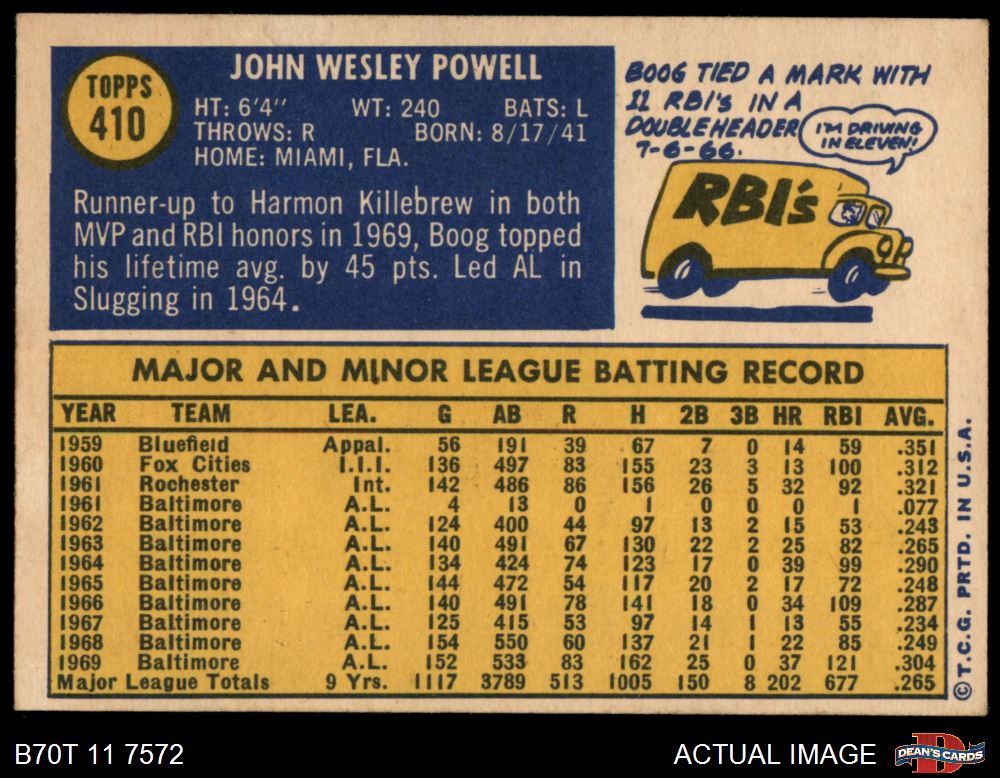 TOPPS
410
JOHN WESLEY POWELL
HT: 6'4" WT: 240 BATS: L
THROWS: R BORN: 8/17/41
HOME: MIAMI, FLA.
Runner-up to Harmon Killebrew in both
MVP and RBI honors in 1969, Boog topped
his lifetime avg. by 45 pts. Led AL in
Slugging in 1964.
BOOG TIED A MARK WITH
11 RBI's IN A
DOUBLEHEADER
7-6-66.
I'M DRIVING
IN ELEVEN!
RBI's
MAJOR AND MINOR LEAGUE BATTING RECORD
YEAR TEAM LEA. G AB R H 2B 3B HR RBI AVG.
1959 Bluefield Appal. 56 191 39 67 7 0 14 59 .351
1960 Fox Cities I.I.I. 136 497 83 155 23 3 13 100 .312
1961 Rochester Int. 142 486 86 156 26 5 32 92 .321
1961 Baltimore A.L. 4 13 0 1 0 0 0 1 .077
1962 Baltimore A.L. 124 400 44 97 13 2 15 53 .243
1963 Baltimore A.L. 140 491 67 130 22 2 25 82 .265
1964 Baltimore A.L. 134 424 74 123 17 0 39 99 .290
1965 Baltimore A.L. 144 472 54 117 20 2 17 72 .248
1966 Baltimore A.L. 140 491 78 141 18 0 34 109 .287
1967 Baltimore A.L. 125 415 53 97 14 1 13 55 .234
1968 Baltimore A.L. 154 550 60 137 21 1 22 85 .249
1969 Baltimore A.L. 152 533 83 162 25 0 37 121 .304
Major League Totals 9 Yrs. 1117 3789 513 1005 150 8 202 677 .265
© T.C.G. PRTD. IN U.S.A.
B70T 11 7572
ACTUAL IMAGE
DEAN'S CARDS